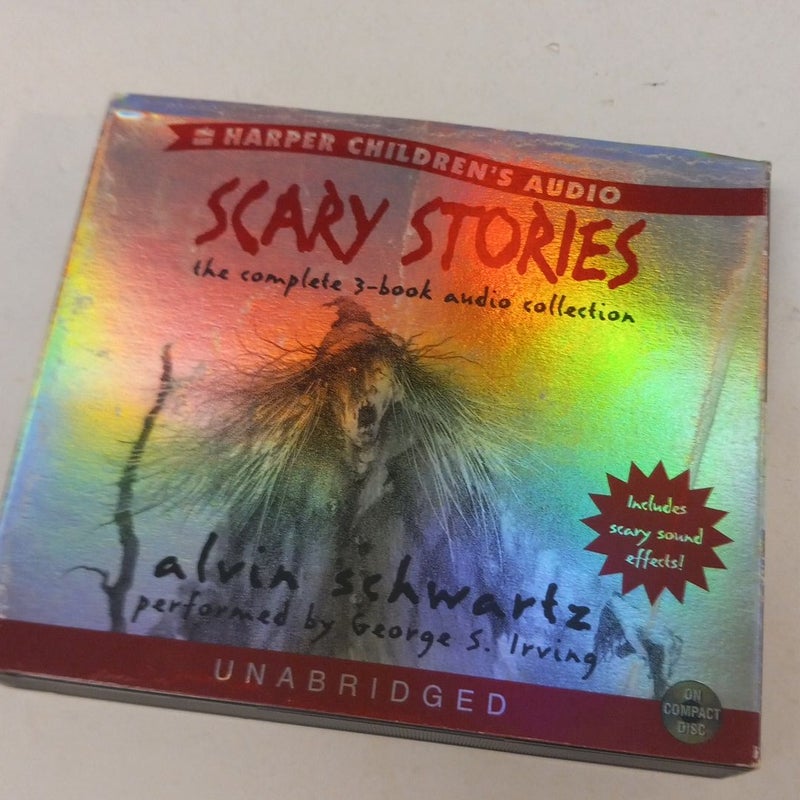 HARPER CHILDREN'S AUDIO
SCARY STORIES
the complete 3-book audio collection
Includes
scary sound
effects!
alvin schwartz
performed by George S. Irving
UNABRIDGED
ON
COMPACT
DISC